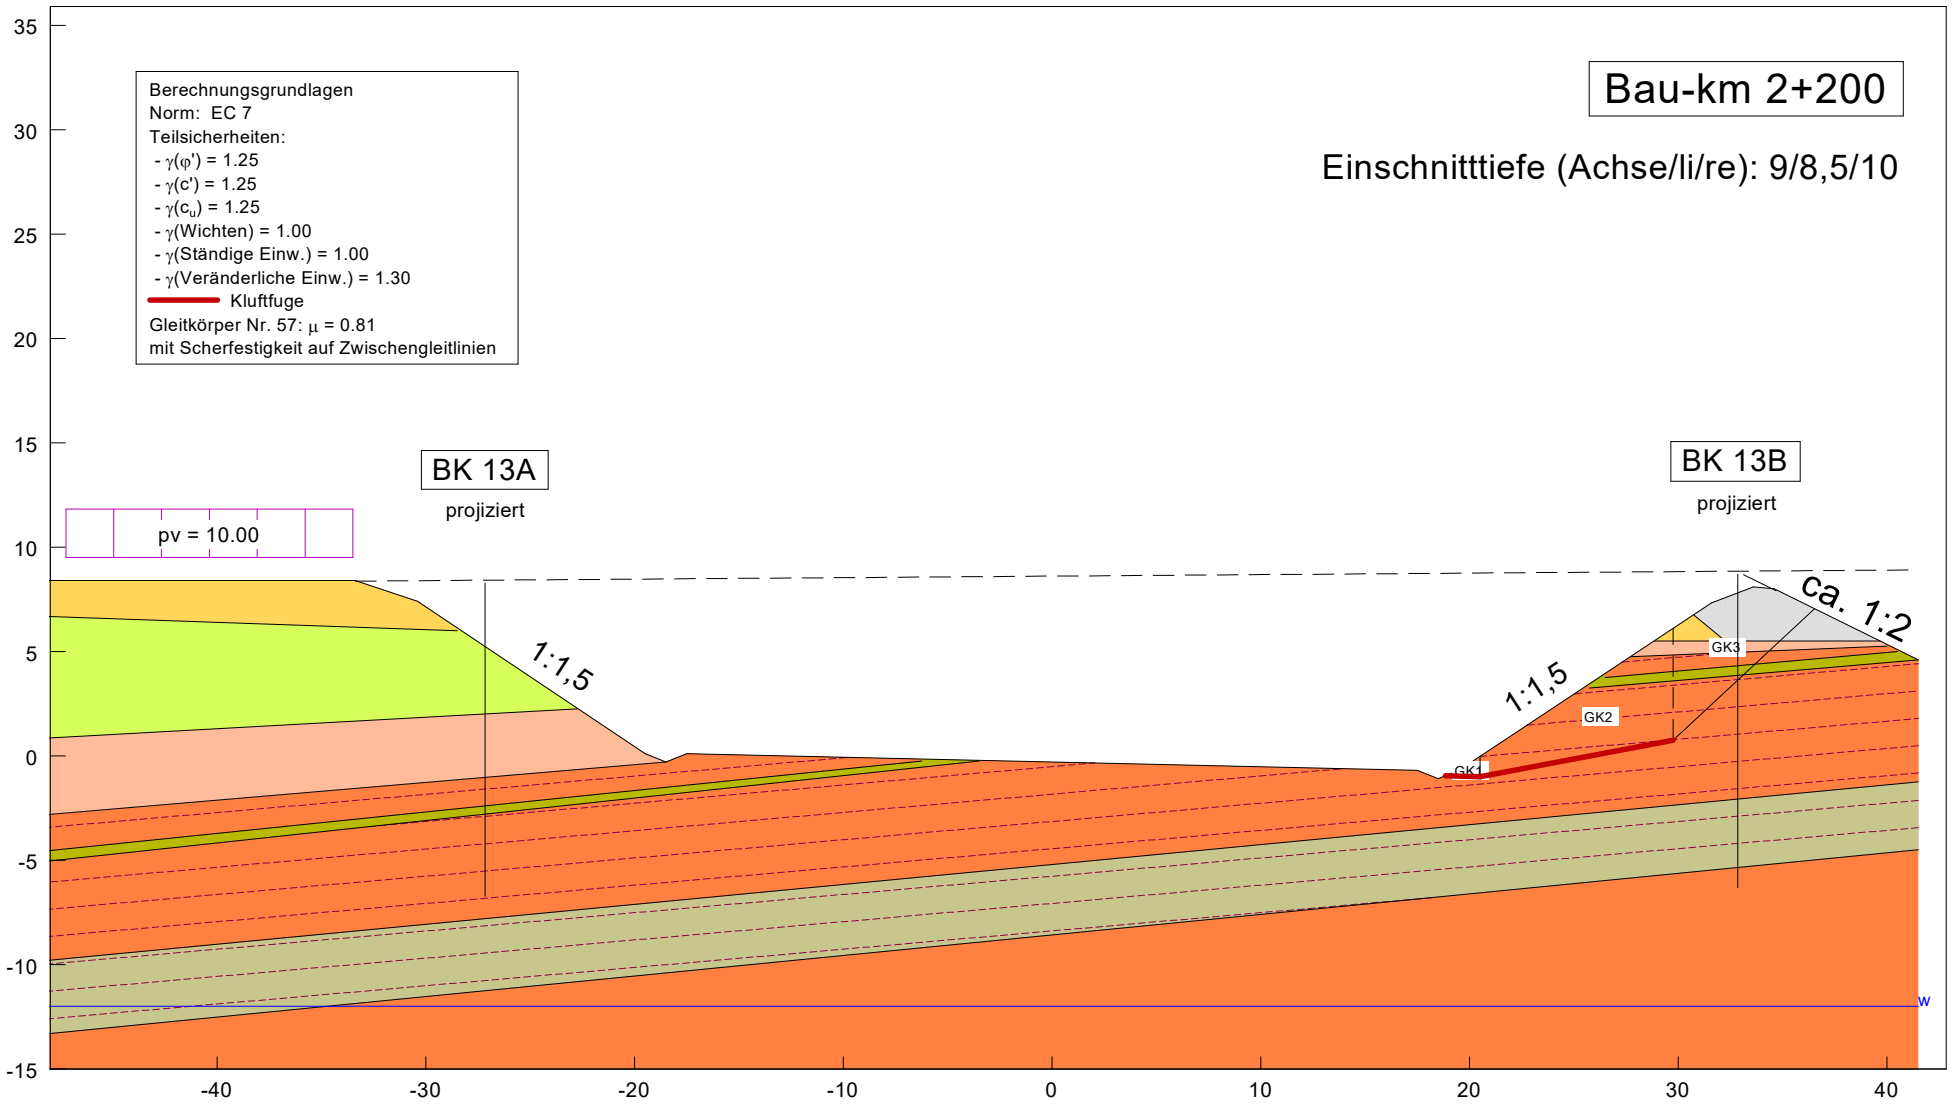 35
30
25
20
15
10
5
0
-5
-10
-15
Berechnungsgrundlagen
Norm: EC 7
Teilsicherheiten:
- γ(φ') = 1.25
- γ(c') = 1.25
- γ(cu) = 1.25
- γ(Wichten) = 1.00
- γ(Ständige Einw.) = 1.00
- γ(Veränderliche Einw.) = 1.30
Kluftfuge
Gleitkörper Nr. 57: μ = 0.81
mit Scherfestigkeit auf Zwischengleitlinien
Bau-km 2+200
Einschnitttiefe (Achse/li/re): 9/8,5/10
BK 13A
projiziert
BK 13B
projiziert
pv = 10.00
1:1,5
1:1,5
ca. 1:2
GK3
GK2
GK1
w
-40
-30
-20
-10
0
10
20
30
40